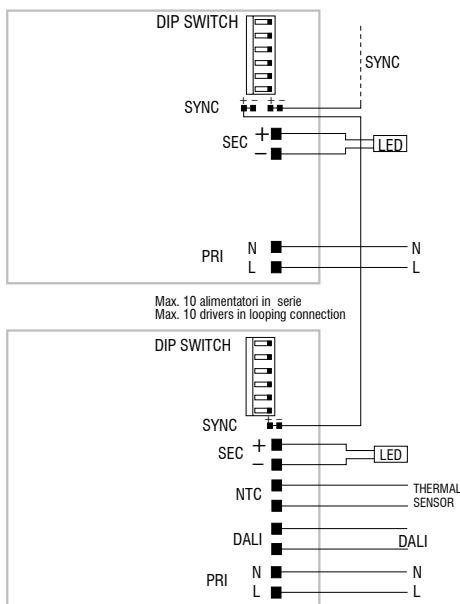 DIP SWITCH
SYNC
+ - + -
SYNC
SEC + -
LED
PRI N L
N
L
Max. 10 alimentatori in serie
Max. 10 drivers in looping connection
DIP SWITCH
SYNC + -
SEC + -
LED
NTC
THERMAL
SENSOR
DALI
DALI
PRI N L
N
L